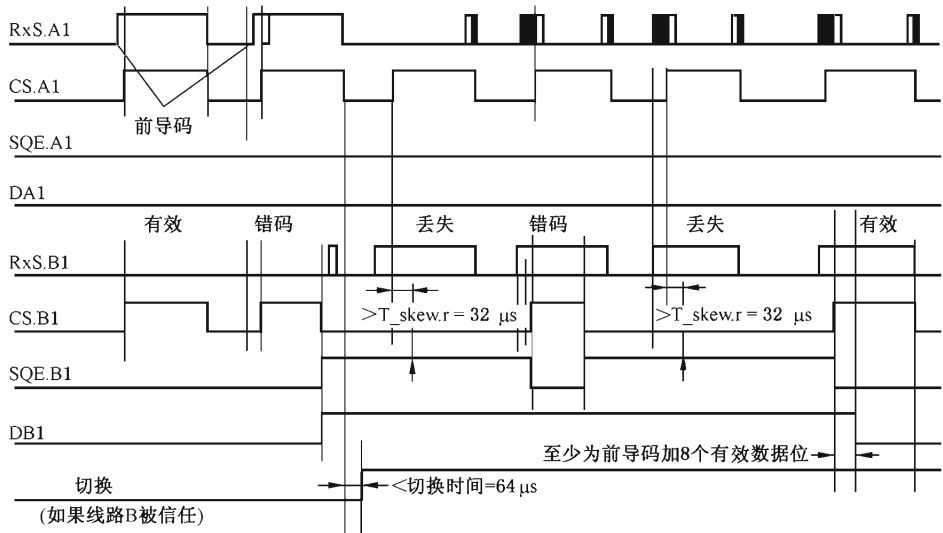 RxS.A1
CS.A1
前导码
SQE.A1
DA1
有效 错码 丢失 错码 丢失 有效
RxS.B1
CS.B1
>T_skew.r = 32 μs >T_skew.r = 32 μs
SQE.B1
DB1
至少为前导码加8个有效数据位
切换
<切换时间=64 μs
(如果线路B被信任)